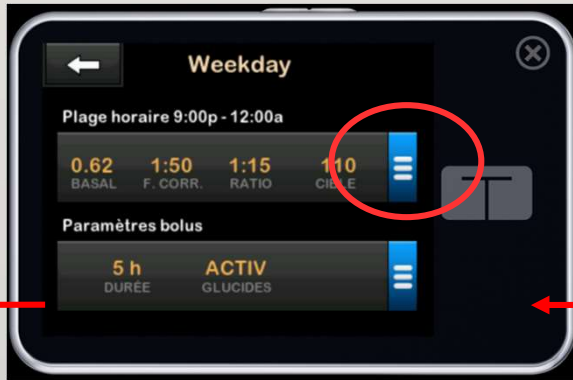 Weekday
Plage horaire 9:00p - 12:00a
0.62 1:50 1:15 110
BASAL F. CORR. RATIO CIBLE
Paramètres bolus
5 h ACTIV
DURÉE GLUCIDES